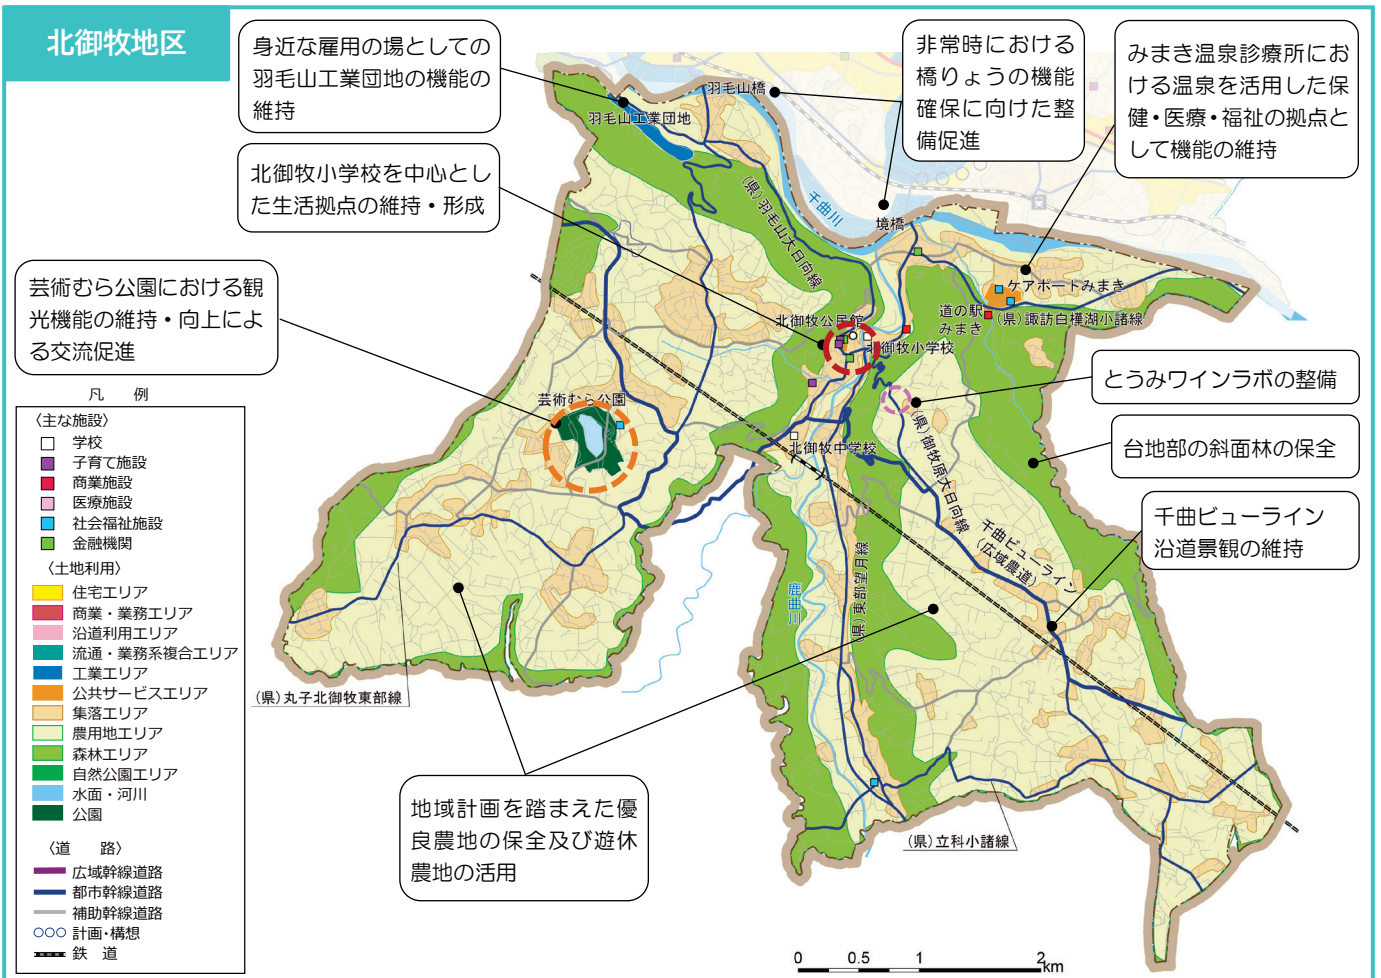 北御牧地区
身近な雇用の場としての
羽毛山工業団地の機能の
維持
北御牧小学校を中心とし
た生活拠点の維持・形成
芸術むら公園における観
光機能の維持・向上によ
る交流促進
非常時における
橋りょうの機能
確保に向けた整
備促進
みまき温泉診療所にお
ける温泉を活用した保
健・医療・福祉の拠点と
して機能の維持
とうみワインラボの整備
台地部の斜面林の保全
千曲ビューライン
沿道景観の維持
地域計画を踏まえた優
良農地の保全及び遊休
農地の活用
羽毛山橋
羽毛山工業団地
(県)羽毛山大日向線
千曲川
境橋
ケアポートみまき
道の駅
みまき
(県)諏訪白樺湖小諸線
北御牧公民館
北御牧小学校
芸術むら公園
北御牧中学校
(県)御牧原大日向線
千曲ビューライン
(広域農道)
鹿曲川
(県)東部望月線
(県)丸子北御牧東部線
(県)立科小諸線
凡 例
〈主な施設〉
学校
子育て施設
商業施設
医療施設
社会福祉施設
金融機関
〈土地利用〉
住宅エリア
商業・業務エリア
沿道利用エリア
流通・業務系複合エリア
工業エリア
公共サービスエリア
集落エリア
農用地エリア
森林エリア
自然公園エリア
水面・河川
公園
〈道 路〉
広域幹線道路
都市幹線道路
補助幹線道路
計画・構想
鉄 道
0 0.5 1 2
km